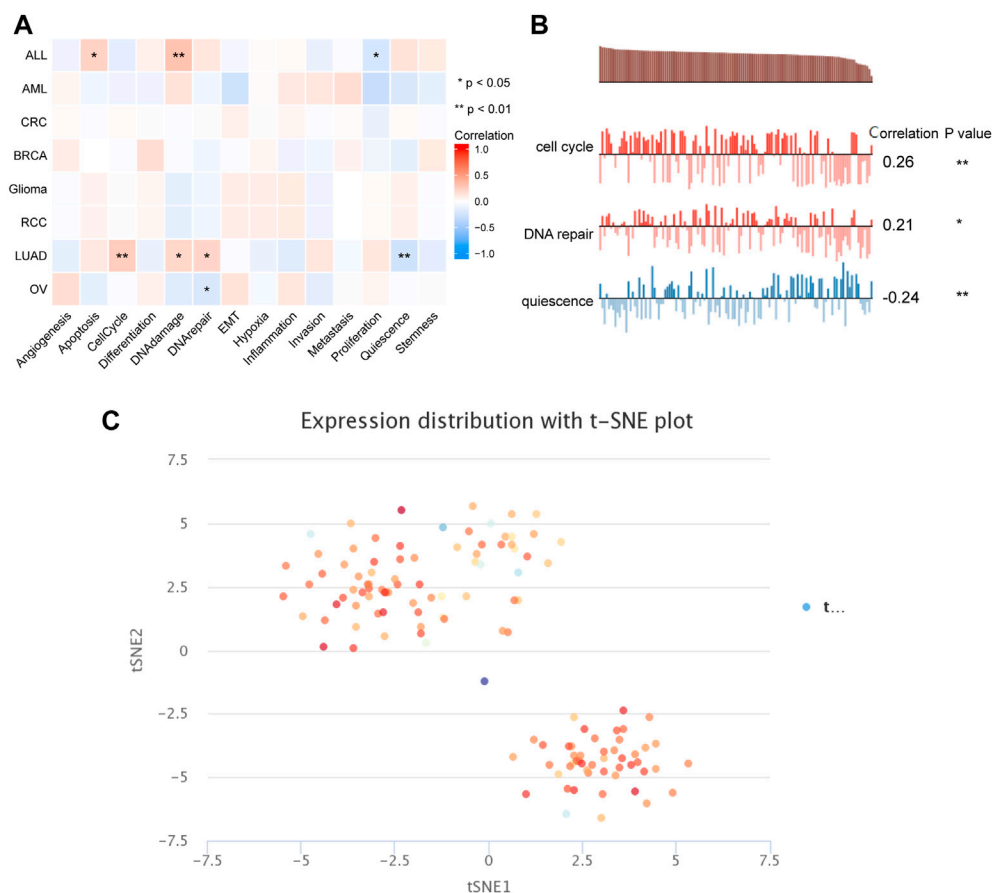 A
ALL
AML
CRC
BRCA
Glioma
RCC
LUAD
OV
* ** * ** * * ** *
Angiogenesis
Apoptosis
CellCycle
Differentiation
DNAdamage
DNArepair
EMT
Hypoxia
Inflammation
Invasion
Metastasis
Proliferation
Quiescence
Stemness
* p < 0.05
** p < 0.01
Correlation
1.0
0.5
0.0
−0.5
−1.0
B
Correlation P value
cell cycle 0.26 **
DNA repair 0.21 *
quiescence -0.24 **
C
Expression distribution with t-SNE plot
7.5
5
2.5
0
−2.5
−5
−7.5
tSNE2
−7.5 −5 −2.5 0 2.5 5 7.5
tSNE1
t...